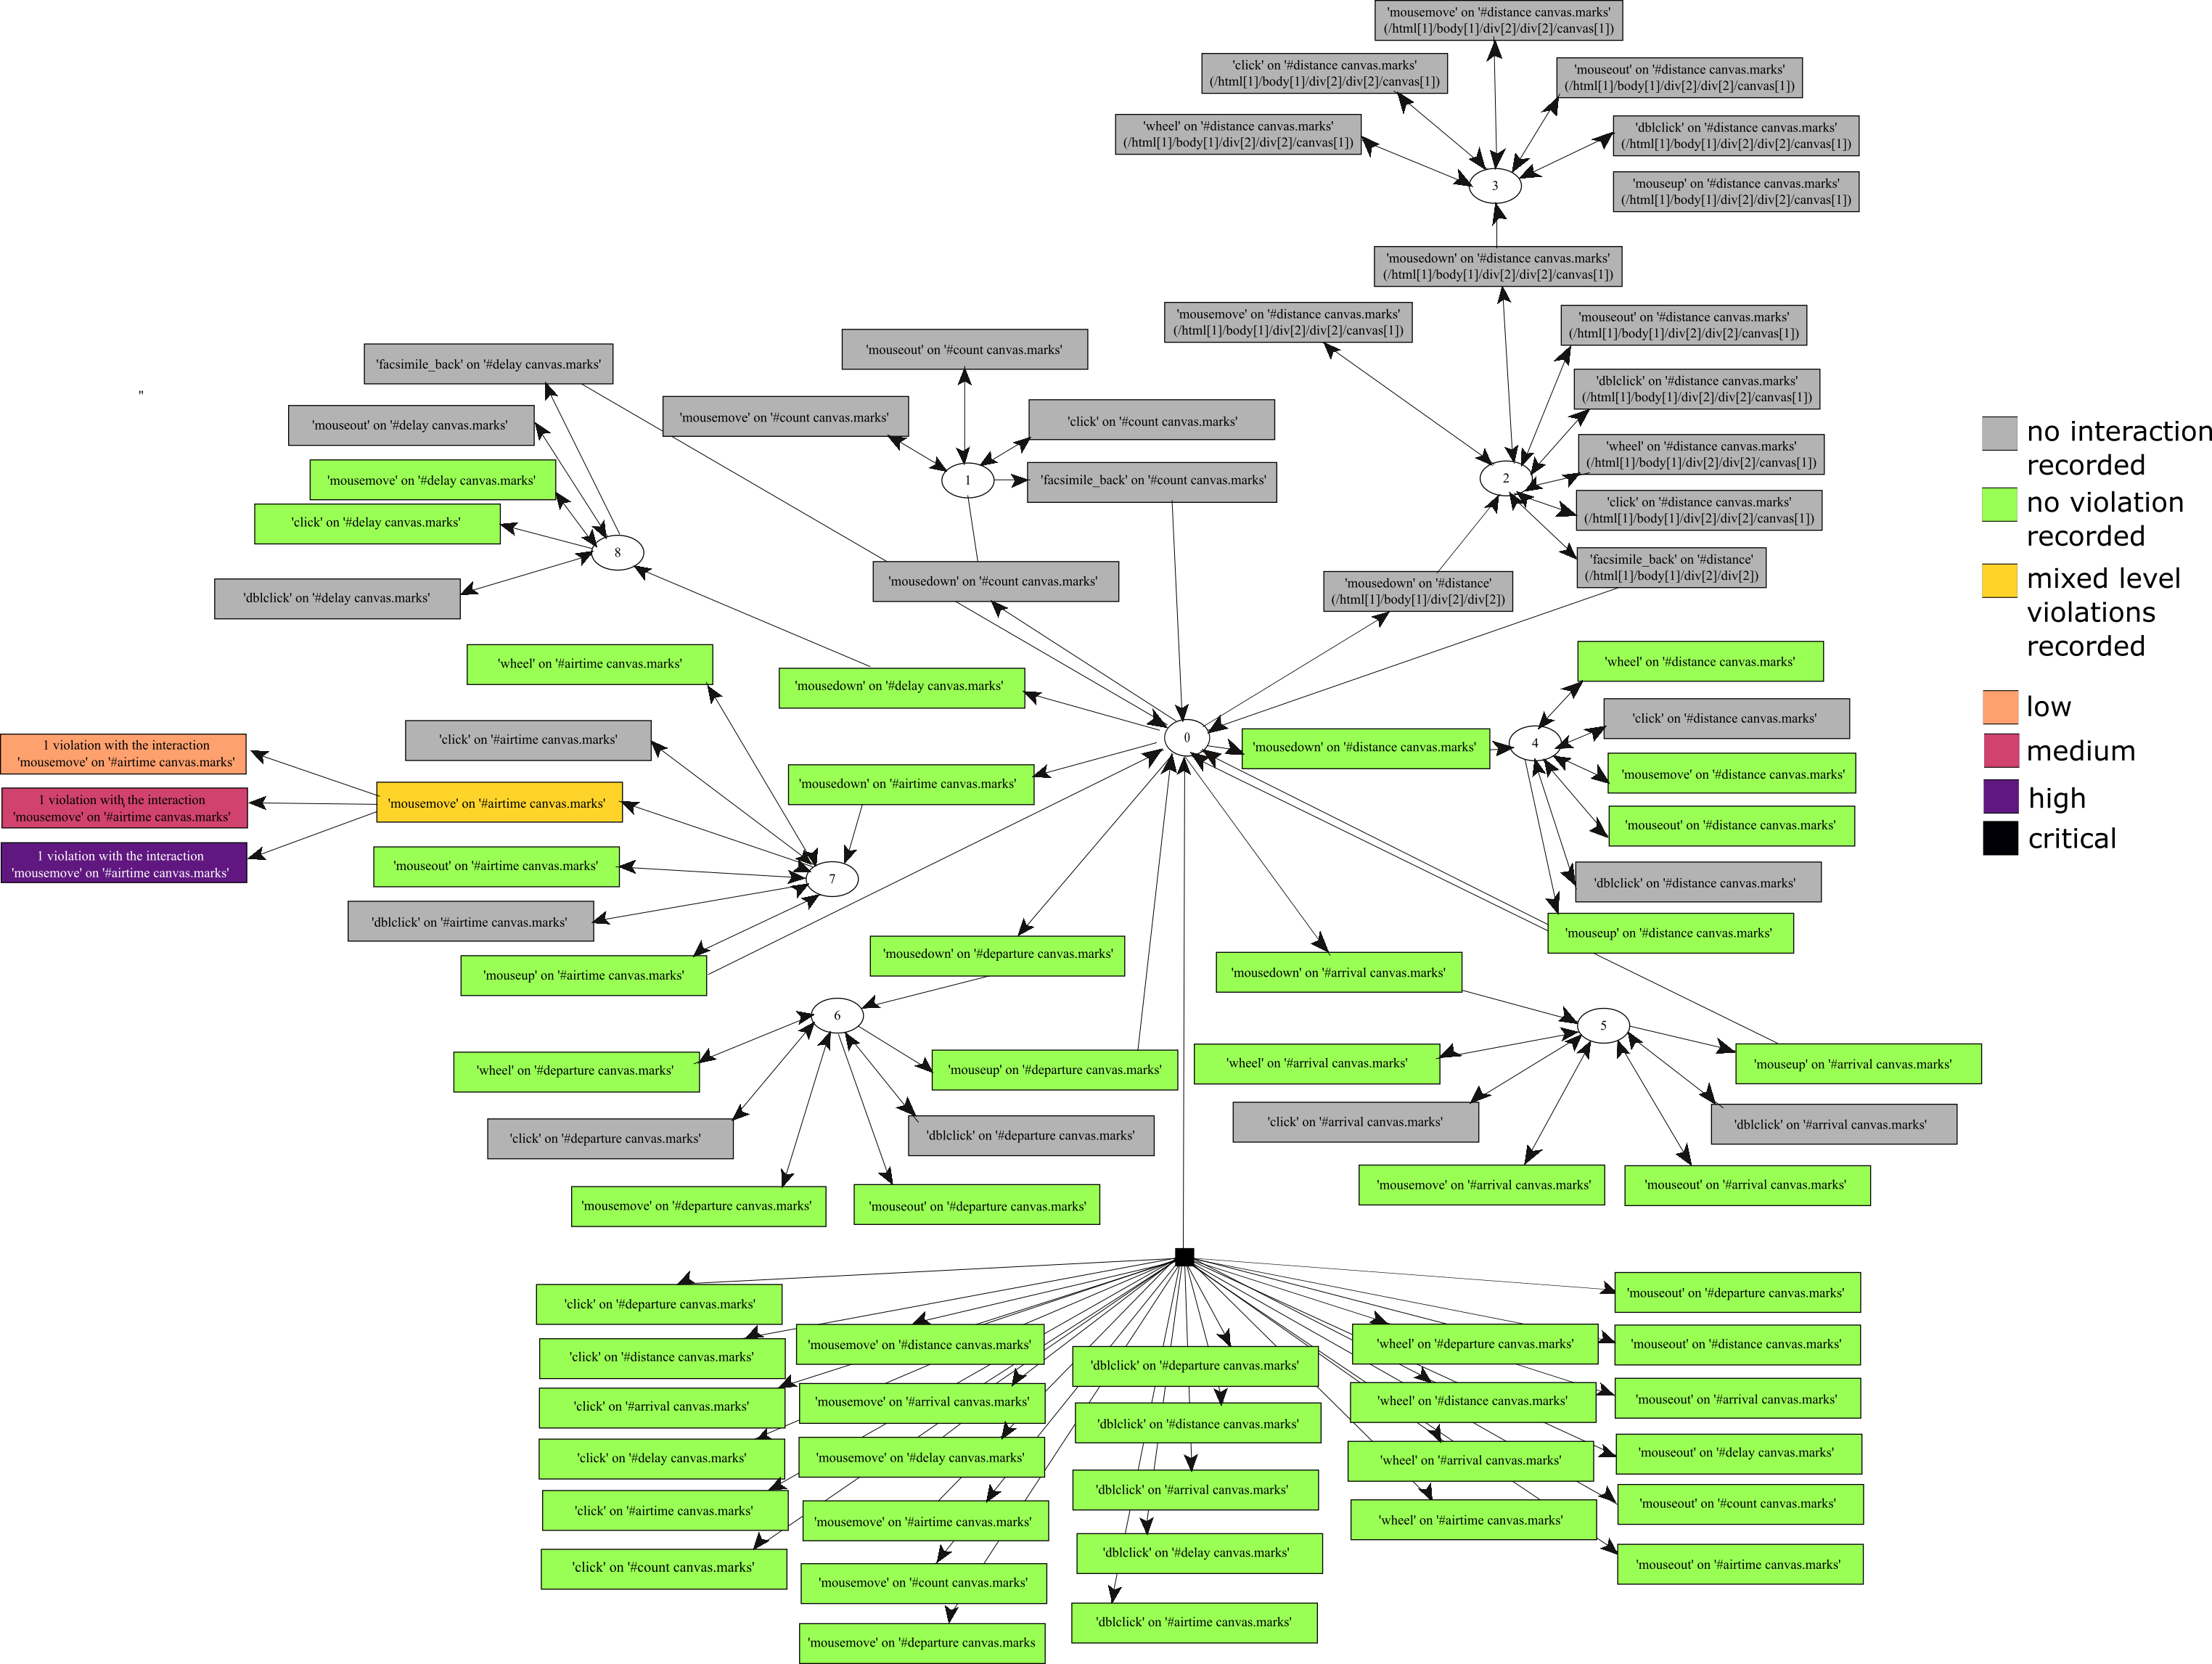 'mousemove' on '#distance canvas.marks'
(/html[1]/body[1]/div[2]/div[2]/canvas[1])
'click' on '#distance canvas.marks'
(/html[1]/body[1]/div[2]/div[2]/canvas[1])
'mouseout' on '#distance canvas.marks'
(/html[1]/body[1]/div[2]/div[2]/canvas[1])
'wheel' on '#distance canvas.marks'
(/html[1]/body[1]/div[2]/div[2]/canvas[1])
'dblclick' on '#distance canvas.marks'
(/html[1]/body[1]/div[2]/div[2]/canvas[1])
3
'mouseup' on '#distance canvas.marks'
(/html[1]/body[1]/div[2]/div[2]/canvas[1])
'mousedown' on '#distance canvas.marks'
(/html[1]/body[1]/div[2]/div[2]/canvas[1])
'mousemove' on '#distance canvas.marks'
(/html[1]/body[1]/div[2]/div[2]/canvas[1])
'mouseout' on '#distance canvas.marks'
(/html[1]/body[1]/div[2]/div[2]/canvas[1])
'dblclick' on '#distance canvas.marks'
(/html[1]/body[1]/div[2]/div[2]/canvas[1])
'wheel' on '#distance canvas.marks'
(/html[1]/body[1]/div[2]/div[2]/canvas[1])
2
'click' on '#distance canvas.marks'
(/html[1]/body[1]/div[2]/div[2]/canvas[1])
'facsimile_back' on '#distance'
(/html[1]/body[1]/div[2]/div[2])
'mousedown' on '#distance'
(/html[1]/body[1]/div[2]/div[2])
'mouseout' on '#count canvas.marks'
'mousemove' on '#count canvas.marks'
'click' on '#count canvas.marks'
1
'facsimile_back' on '#count canvas.marks'
'mousedown' on '#count canvas.marks'
'facsimile_back' on '#delay canvas.marks'
''
'mouseout' on '#delay canvas.marks'
'mousemove' on '#delay canvas.marks'
'click' on '#delay canvas.marks'
8
'dblclick' on '#delay canvas.marks'
'mousedown' on '#delay canvas.marks'
0
'wheel' on '#airtime canvas.marks'
'click' on '#airtime canvas.marks'
1 violation with the interaction
'mousemove' on '#airtime canvas.marks'
1 violation with the interaction
'mousemove' on '#airtime canvas.marks'
1 violation with the interaction
'mousemove' on '#airtime canvas.marks'
'mousemove' on '#airtime canvas.marks'
'mousedown' on '#airtime canvas.marks'
'mouseout' on '#airtime canvas.marks'
7
'dblclick' on '#airtime canvas.marks'
'mouseup' on '#airtime canvas.marks'
'mousedown' on '#distance canvas.marks'
4
'wheel' on '#distance canvas.marks'
'click' on '#distance canvas.marks'
'mousemove' on '#distance canvas.marks'
'mouseout' on '#distance canvas.marks'
'dblclick' on '#distance canvas.marks'
'mouseup' on '#distance canvas.marks'
no interaction
recorded
no violation
recorded
mixed level
violations
recorded
low
medium
high
critical
'mousedown' on '#departure canvas.marks'
6
'wheel' on '#departure canvas.marks'
'mouseup' on '#departure canvas.marks'
'click' on '#departure canvas.marks'
'dblclick' on '#departure canvas.marks'
'mousemove' on '#departure canvas.marks'
'mouseout' on '#departure canvas.marks'
'mousedown' on '#arrival canvas.marks'
5
'wheel' on '#arrival canvas.marks'
'mouseup' on '#arrival canvas.marks'
'click' on '#arrival canvas.marks'
'dblclick' on '#arrival canvas.marks'
'mousemove' on '#arrival canvas.marks'
'mouseout' on '#arrival canvas.marks'
'click' on '#departure canvas.marks'
'click' on '#distance canvas.marks'
'click' on '#arrival canvas.marks'
'click' on '#delay canvas.marks'
'click' on '#airtime canvas.marks'
'click' on '#count canvas.marks'
'mousemove' on '#distance canvas.marks'
'mousemove' on '#arrival canvas.marks'
'mousemove' on '#delay canvas.marks'
'mousemove' on '#airtime canvas.marks'
'mousemove' on '#count canvas.marks'
'mousemove' on '#departure canvas.marks
'dblclick' on '#departure canvas.marks'
'dblclick' on '#distance canvas.marks'
'dblclick' on '#arrival canvas.marks'
'dblclick' on '#delay canvas.marks'
'dblclick' on '#airtime canvas.marks'
'wheel' on '#departure canvas.marks'
'wheel' on '#distance canvas.marks'
'wheel' on '#arrival canvas.marks'
'wheel' on '#airtime canvas.marks'
'mouseout' on '#departure canvas.marks'
'mouseout' on '#distance canvas.marks'
'mouseout' on '#arrival canvas.marks'
'mouseout' on '#delay canvas.marks'
'mouseout' on '#count canvas.marks'
'mouseout' on '#airtime canvas.marks'